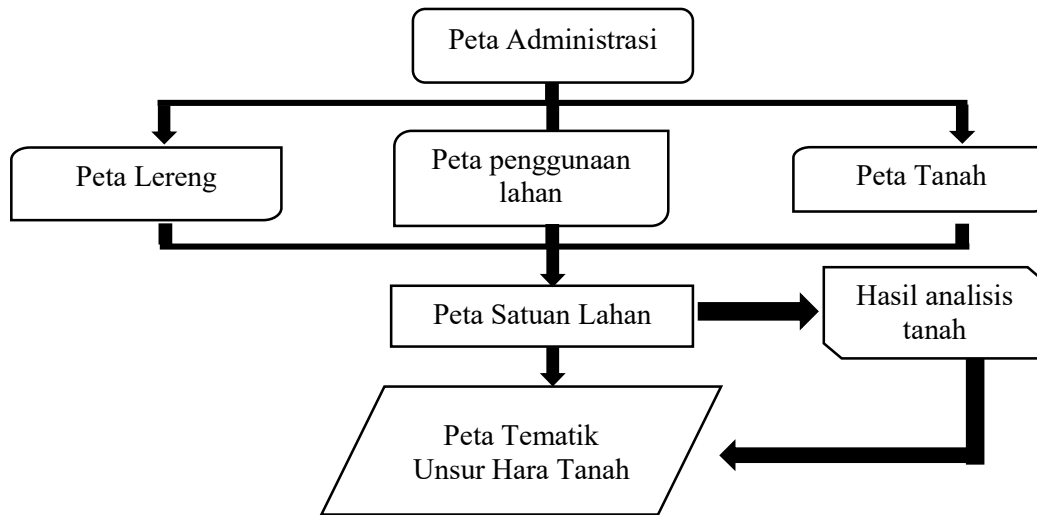 Peta Administrasi
Peta Lereng
Peta penggunaan
lahan
Peta Tanah
Peta Satuan Lahan
Hasil analisis
tanah
Peta Tematik
Unsur Hara Tanah